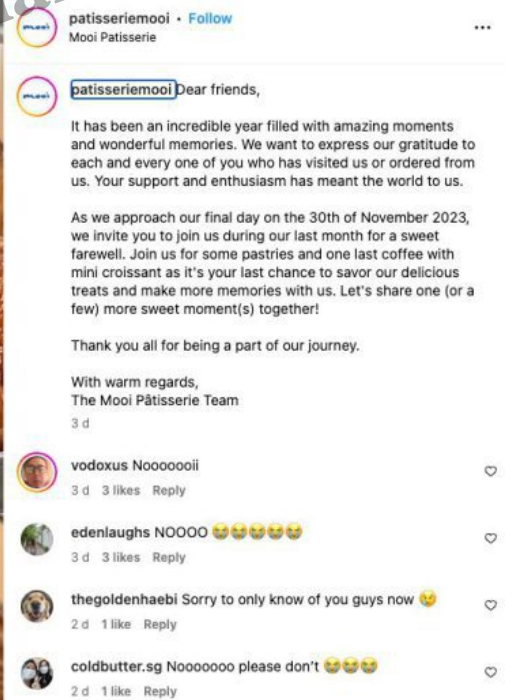 patisseriemooi • Follow
Mooi Patisserie
...
patisseriemooi Dear friends,
It has been an incredible year filled with amazing moments
and wonderful memories. We want to express our gratitude to
each and every one of you who has visited us or ordered from
us. Your support and enthusiasm has meant the world to us.
As we approach our final day on the 30th of November 2023,
we invite you to join us during our last month for a sweet
farewell. Join us for some pastries and one last coffee with
mini croissant as it's your last chance to savor our delicious
treats and make more memories with us. Let's share one (or a
few) more sweet moment(s) together!
Thank you all for being a part of our journey.
With warm regards,
The Mooi Pâtisserie Team
3 d
vodoxus Nooooooii
3 d 3 likes Reply
edenlaughs NOOOO 😭😭😭😭😭
3 d 3 likes Reply
thegoldenhaebi Sorry to only know of you guys now 😢
2 d 1 like Reply
coldbutter.sg Nooooooo please don't 😭😭😭
2 d 1 like Reply